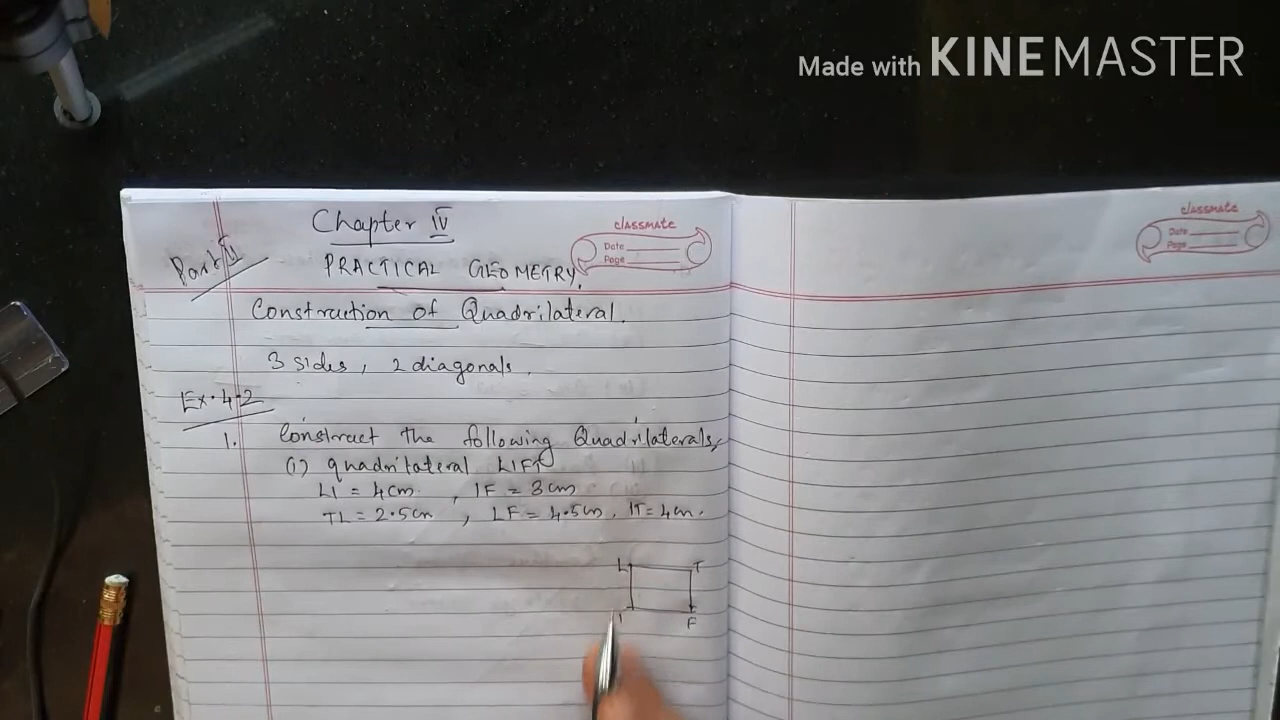 Made with KINEMASTER
Chapter IV
Part II
PRACTICAL GEOMETRY.
classmate
Date
Page
classmate
Date
Page
Construction of Quadrilateral.
3 sides, 2 diagonals.
Ex. 4.2
1. Construct the following Quadrilaterals,
(i) quadrilateral LIFT
LI = 4cm , IF = 3cm
TL = 2.5cm , LF = 4.5cm, IT = 4cm.
L T
I F